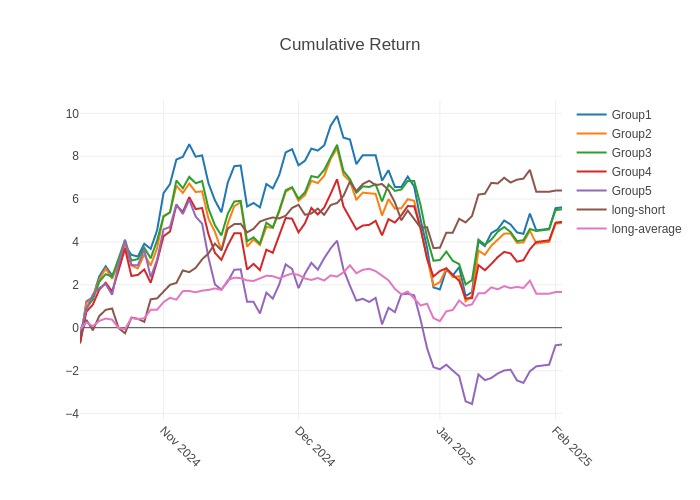 Cumulative Return
10
8
6
4
2
0
−2
−4
Nov 2024
Dec 2024
Jan 2025
Feb 2025
Group1
Group2
Group3
Group4
Group5
long-short
long-average